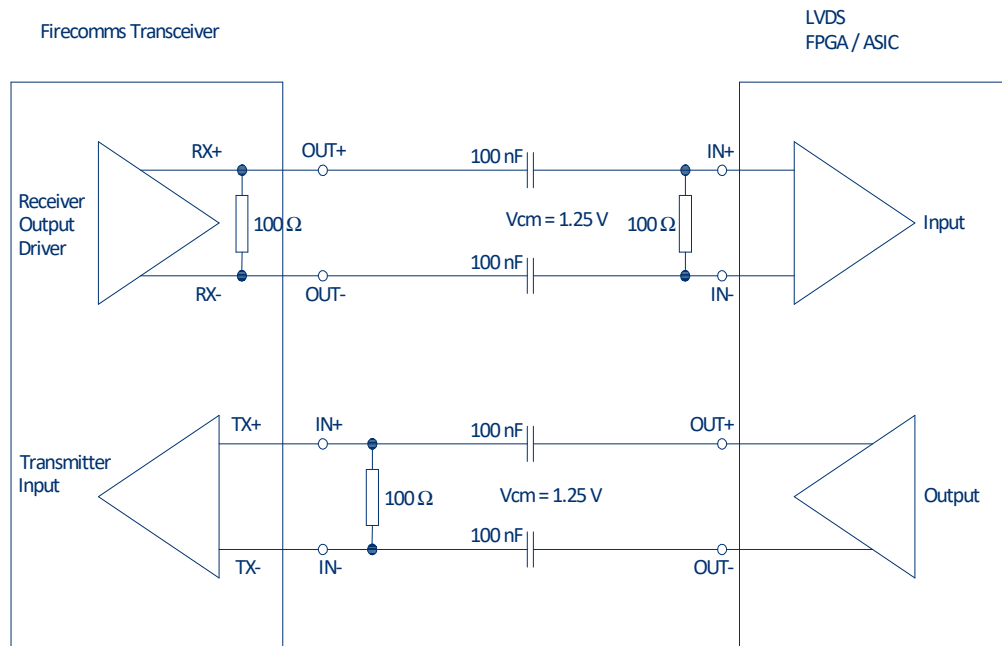 Firecomms Transceiver
LVDS
FPGA / ASIC
RX+
OUT+
100 nF
IN+
Receiver
Output
Driver
100 Ω
Vcm = 1.25 V
100 Ω
Input
100 nF
RX-
OUT-
IN-
TX+
IN+
100 nF
OUT+
Transmitter
Input
100 Ω
Vcm = 1.25 V
Output
100 nF
TX-
IN-
OUT-